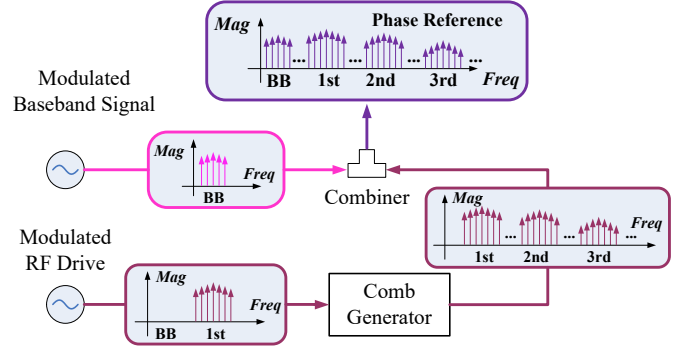 Mag
Phase Reference
... ... ... ...
BB 1st 2nd 3rd Freq
Modulated
Baseband Signal
Mag
Freq
BB
Combiner
Mag
Freq
... ... ...
1st 2nd 3rd
Modulated
RF Drive
Mag
Freq
BB 1st
Comb
Generator